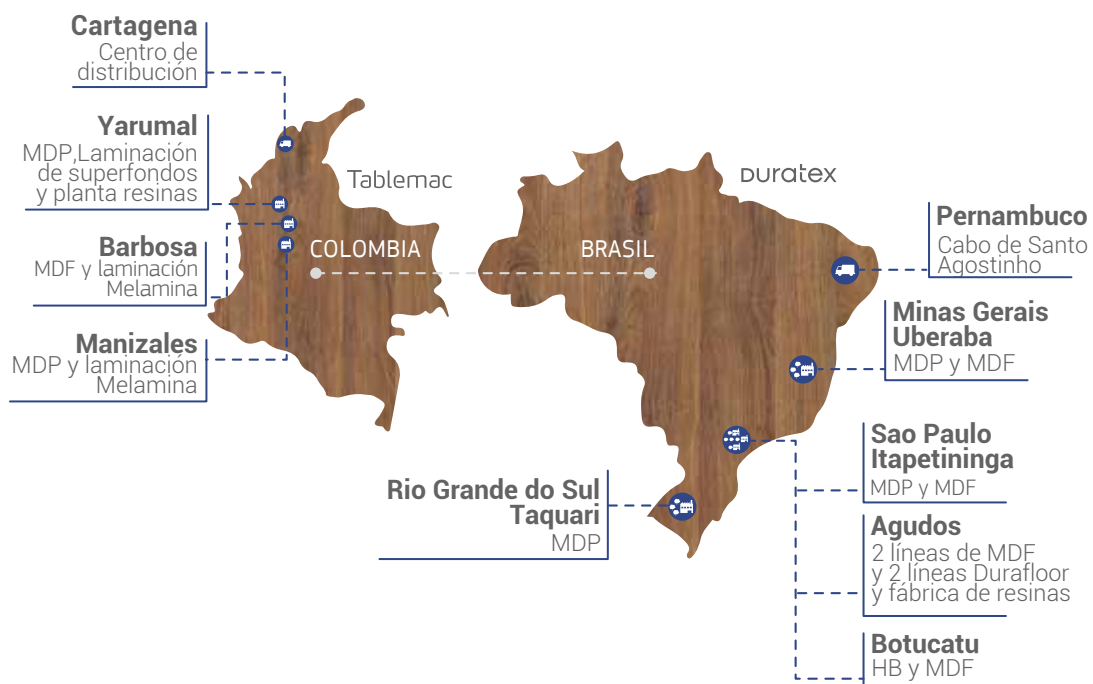 Cartagena
Centro de
distribución
Yarumal
MDP,Laminación
de superfondos
y planta resinas
Barbosa
MDF y laminación
Melamina
Manizales
MDP y laminación
Melamina
Tablemac
COLOMBIA
BRASIL
DURATEX
Pernambuco
Cabo de Santo
Agostinho
Minas Gerais
Uberaba
MDP y MDF
Sao Paulo
Itapetininga
MDP y MDF
Agudos
2 líneas de MDF
y 2 líneas Durafloor
y fábrica de resinas
Botucatu
HB y MDF
Rio Grande do Sul
Taquari
MDP